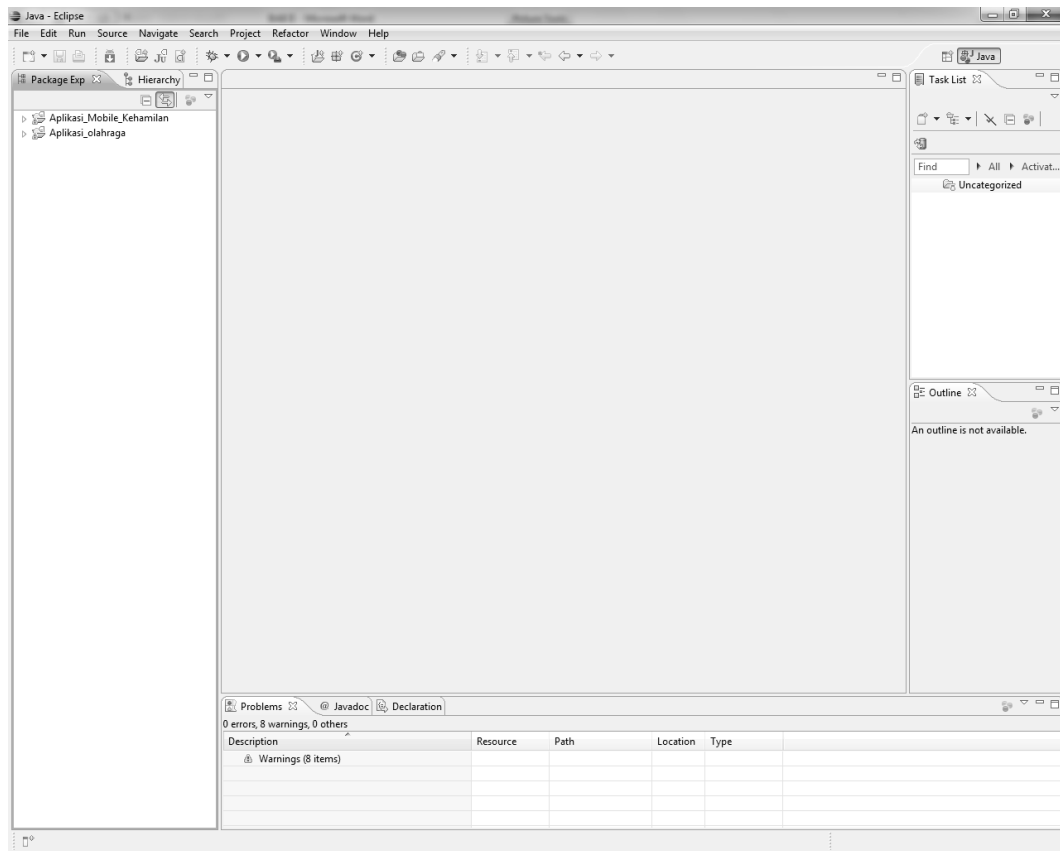 Java - Eclipse
File Edit Run Source Navigate Search Project Refactor Window Help
Java
Package Exp Hierarchy
Aplikasi_Mobile_Kehamilan
Aplikasi_olahraga
Task List
Find All Activat...
Uncategorized
Outline
An outline is not available.
Problems @ Javadoc Declaration
0 errors, 8 warnings, 0 others
Description Resource Path Location Type
Warnings (8 items)